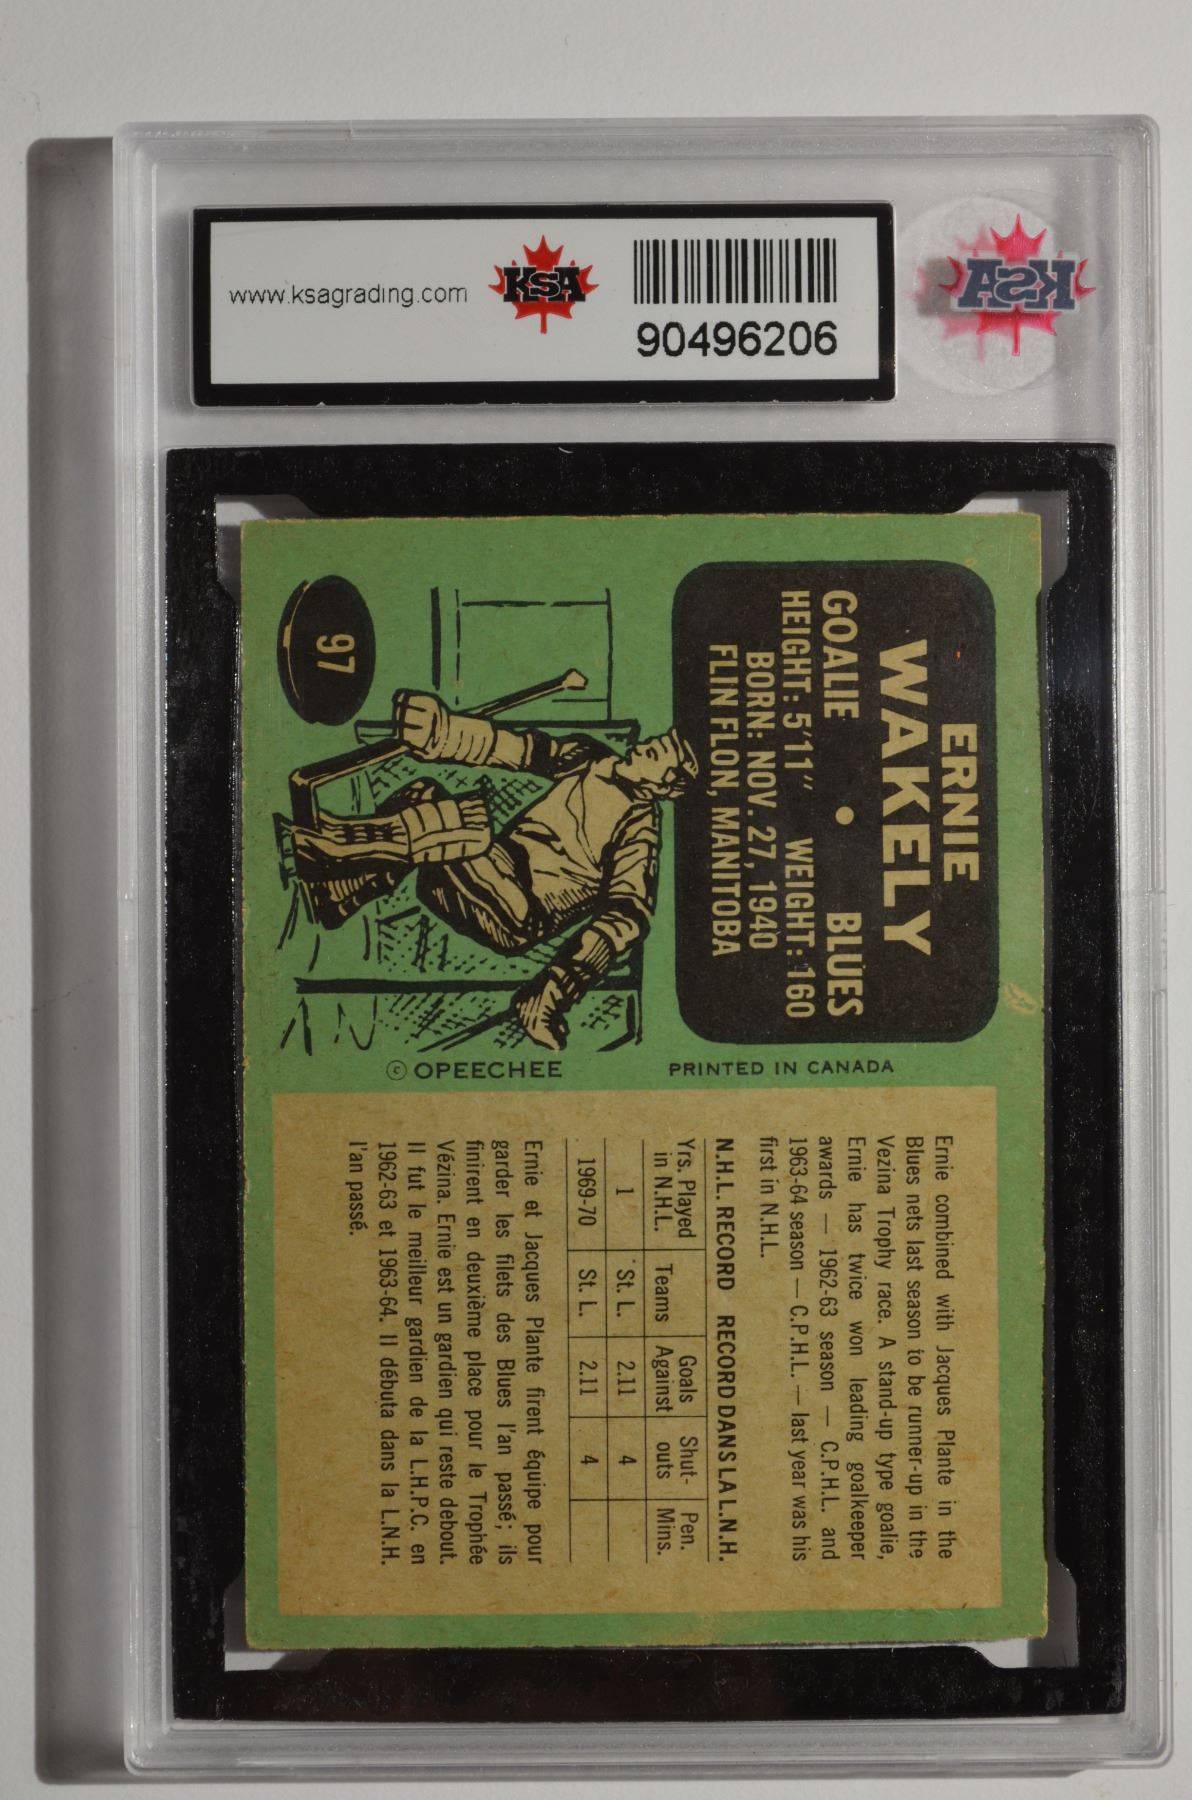 www.ksagrading.com
KSA
90496206
KSA
ERNIE
WAKELY
GOALIE • BLUES
HEIGHT: 5'11" WEIGHT: 160
BORN: NOV. 27, 1940
FLIN FLON, MANITOBA
97
© OPEECHEE
PRINTED IN CANADA
Ernie combined with Jacques Plante in the
Blues nets last season to be runner-up in the
Vezina Trophy race. A stand-up type goalie,
Ernie has twice won leading goalkeeper
awards — 1962-63 season — C.P.H.L. and
1963-64 season — C.P.H.L. — last year was his
first in N.H.L.
N.H.L. RECORD RECORD DANS LA L.N.H.
Yrs. Played in N.H.L. Teams Goals Against Shut-outs Pen. Mins.
1 St. L. 2.11 4
1969-70 St. L. 2.11 4
Ernie et Jacques Plante firent équipe pour
garder les filets des Blues l'an passé; ils
finirent en deuxième place pour le Trophée
Vézina. Ernie est un gardien qui reste debout.
Il fut le meilleur gardien de la L.H.P.C. en
1962-63 et 1963-64. Il débuta dans la L.N.H.
l'an passé.